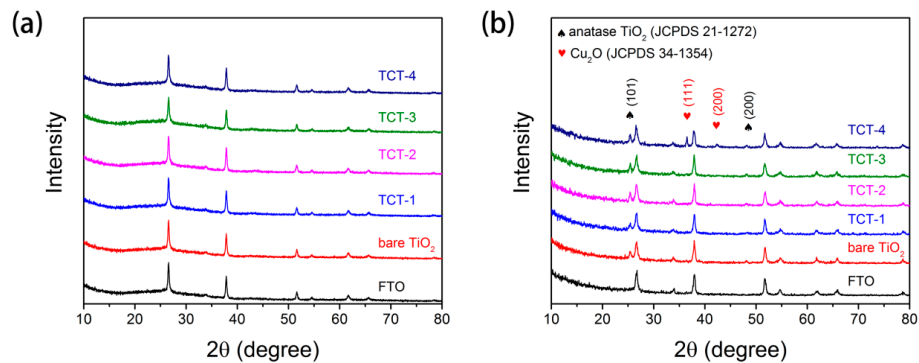 (a)
Intensity
TCT-4
TCT-3
TCT-2
TCT-1
bare TiO₂
FTO
10 20 30 40 50 60 70 80
2θ (degree)
(b)
♠ anatase TiO₂ (JCPDS 21-1272)
♥ Cu₂O (JCPDS 34-1354)
Intensity
(101) (111) (200) (200)
TCT-4
TCT-3
TCT-2
TCT-1
bare TiO₂
FTO
10 20 30 40 50 60 70 80
2θ (degree)